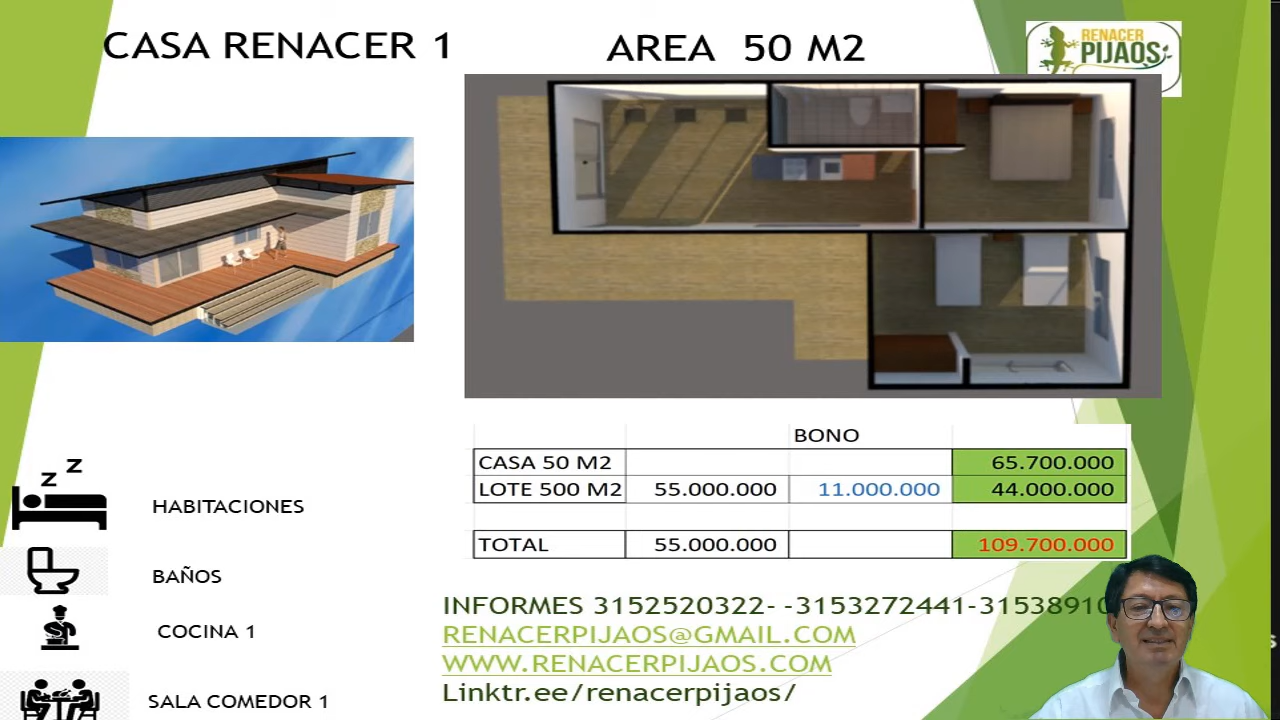 CASA RENACER 1
AREA 50 M2
RENACER
PIJAOS
BONO
CASA 50 M2 65.700.000
LOTE 500 M2 55.000.000 11.000.000 44.000.000
TOTAL 55.000.000 109.700.000
Z Z
HABITACIONES
BAÑOS
COCINA 1
SALA COMEDOR 1
INFORMES 3152520322- -3153272441-31538910
RENACERPIJAOS@GMAIL.COM
WWW.RENACERPIJAOS.COM
Linktr.ee/renacerpijaos/